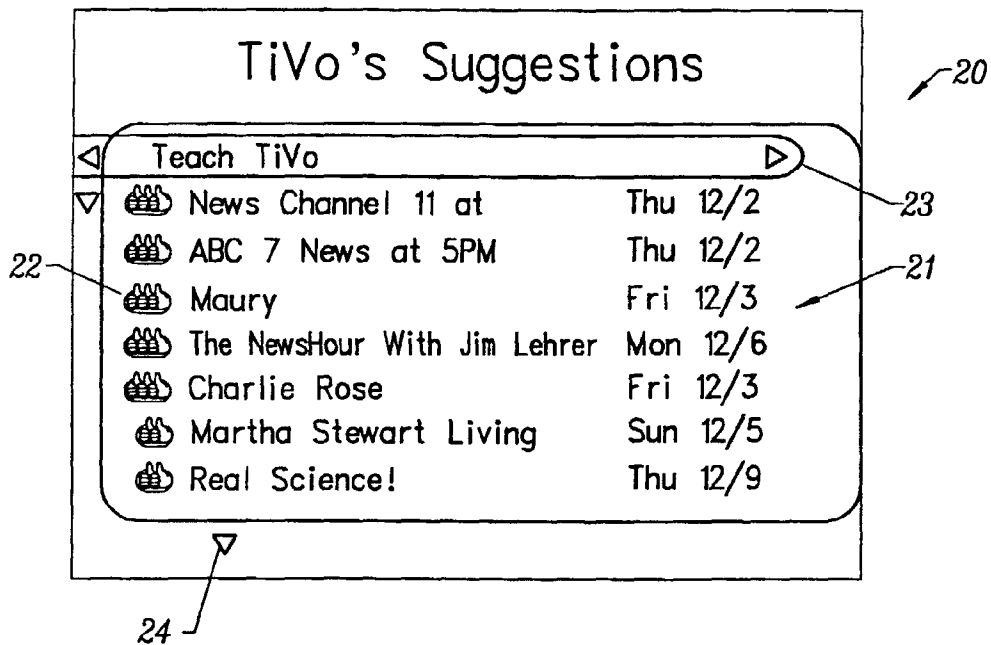 TiVo's Suggestions
20
Teach TiVo
23
News Channel 11 at Thu 12/2
ABC 7 News at 5PM Thu 12/2
22
21
Maury Fri 12/3
The NewsHour With Jim Lehrer Mon 12/6
Charlie Rose Fri 12/3
Martha Stewart Living Sun 12/5
Real Science! Thu 12/9
24